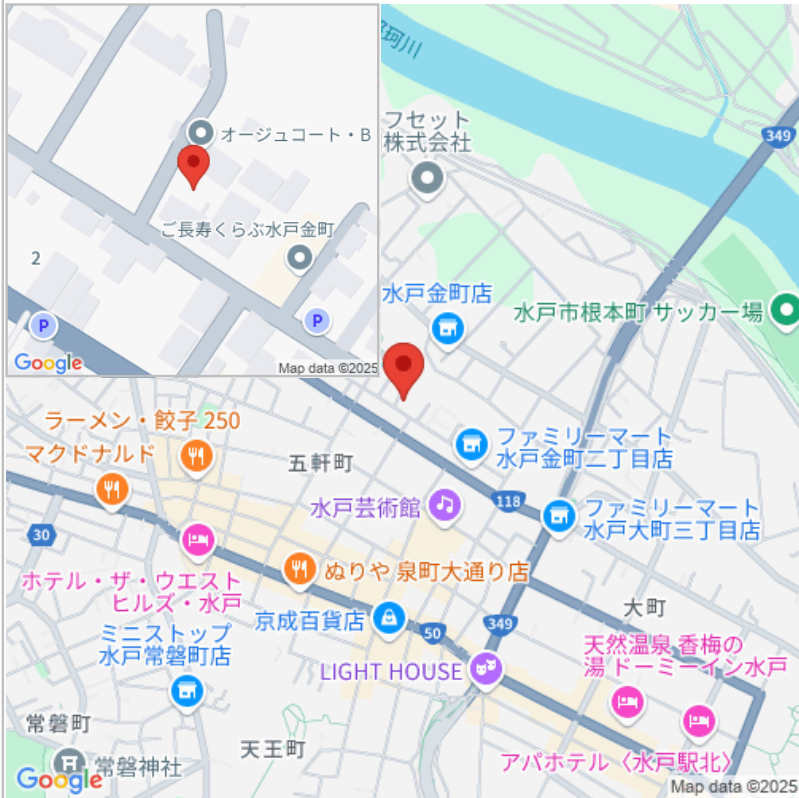 オージュコート・B
ご長寿くらぶ水戸金町
2
P
P
Google
Map data ©2025
珂川
フセット
株式会社
349
水戸金町店
水戸市根本町 サッカー場
ラーメン・餃子 250
マクドナルド
五軒町
ファミリーマート
水戸金町二丁目店
水戸芸術館
118
ファミリーマート
水戸大町三丁目店
30
ホテル・ザ・ウエスト
ヒルズ・水戸
ぬりや 泉町大通り店
京成百貨店
50
349
大町
ミニストップ
水戸常磐町店
LIGHT HOUSE
天然温泉 香梅の
湯 ドーミーイン水戸
常磐町
天王町
常磐神社
アパホテル〈水戸駅北〉
Google
Map data ©2025